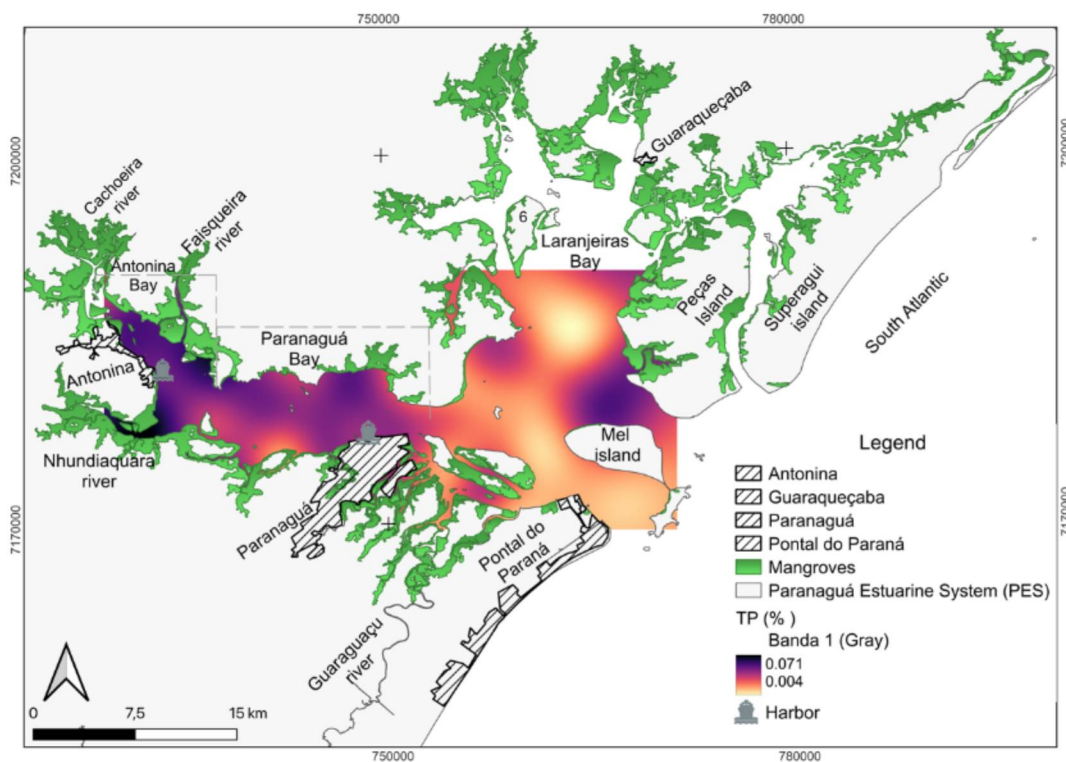 750000
780000
7200000
7200000
Guaraqueçaba
Cachoeira
river
Faisqueira
river
6
Antonina
Bay
Laranjeiras
Bay
Peças
Island
Superagui
island
South Atlantic
Paranaguá
Bay
Antonina
Mel
island
Nhundiaquara
river
Paranaguá
Pontal do
Paraná
7170000
7170000
Guaraguaçu
river
Legend
Antonina
Guaraqueçaba
Paranaguá
Pontal do Paraná
Mangroves
Paranaguá Estuarine System (PES)
TP (% )
Banda 1 (Gray)
0.071
0.004
Harbor
0 7,5 15 km
750000
780000